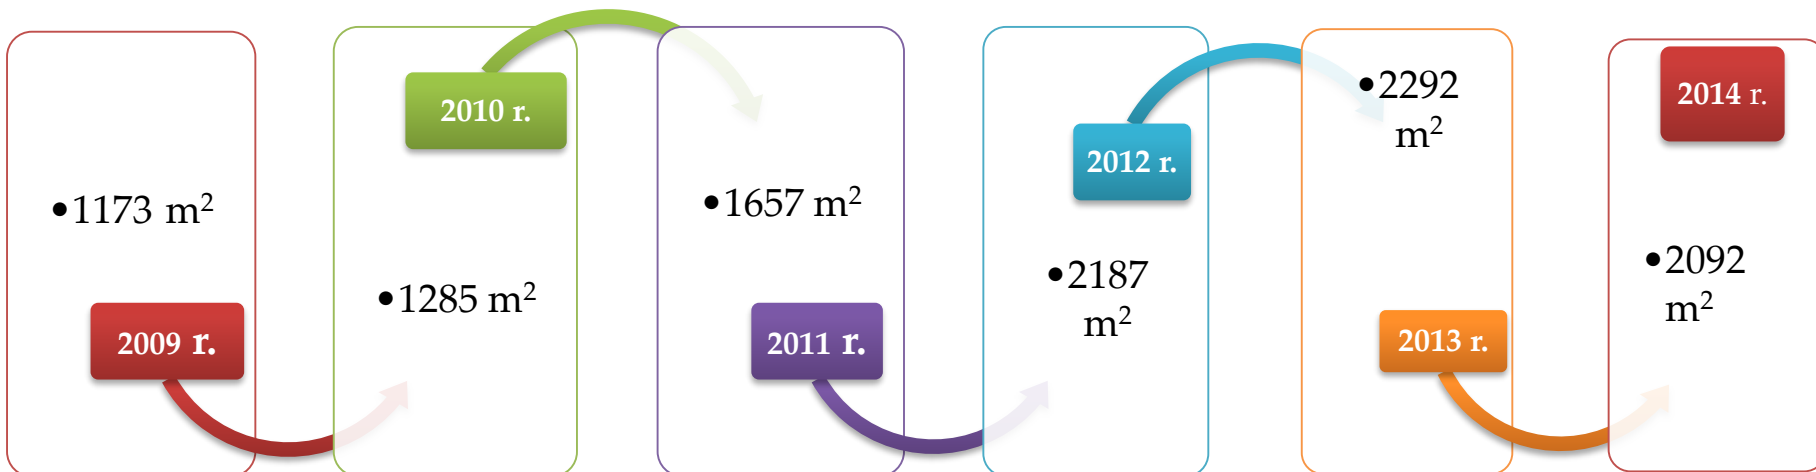 •1173 m²
2009 r.
2010 r.
•1285 m²
•1657 m²
2011 r.
2012 r.
•2187
m²
•2292
m²
2013 r.
2014 r.
•2092
m²